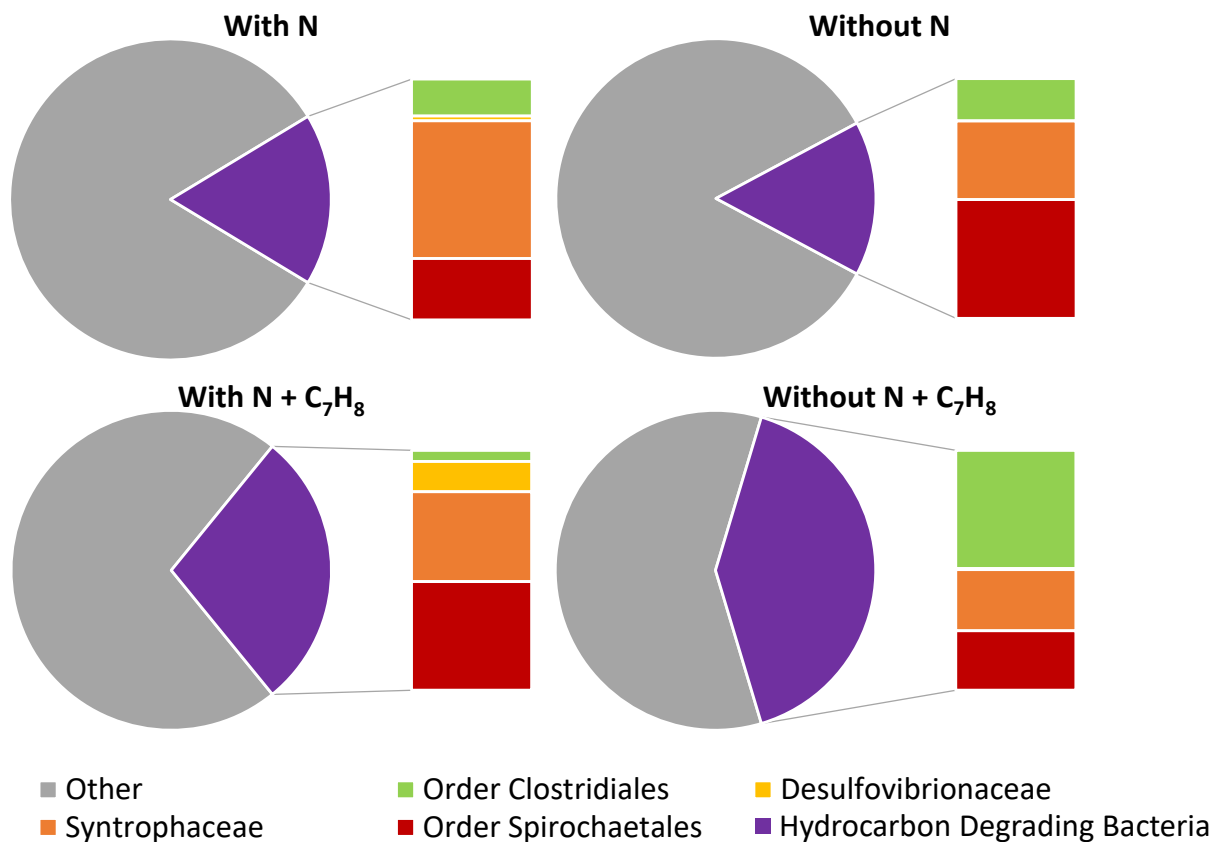 With N
Without N
With N + C₇H₈
Without N + C₇H₈
Other
Order Clostridiales
Desulfovibrionaceae
Syntrophaceae
Order Spirochaetales
Hydrocarbon Degrading Bacteria